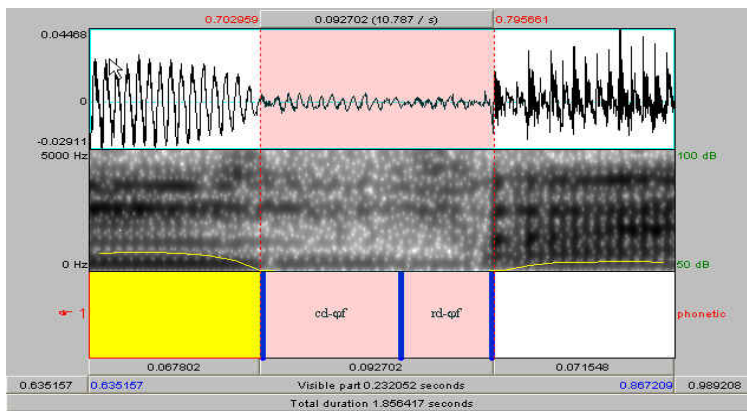 0.702959 0.092702 (10.787 / s) 0.795661
0.04468
0
-0.02911
5000 Hz 100 dB
0 Hz 50 dB
1 cd-φf rd-φf phonetic
0.067802 0.092702 0.071548
0.635157 0.635157 Visible part 0.232052 seconds 0.867209 0.989208
Total duration 1.856417 seconds